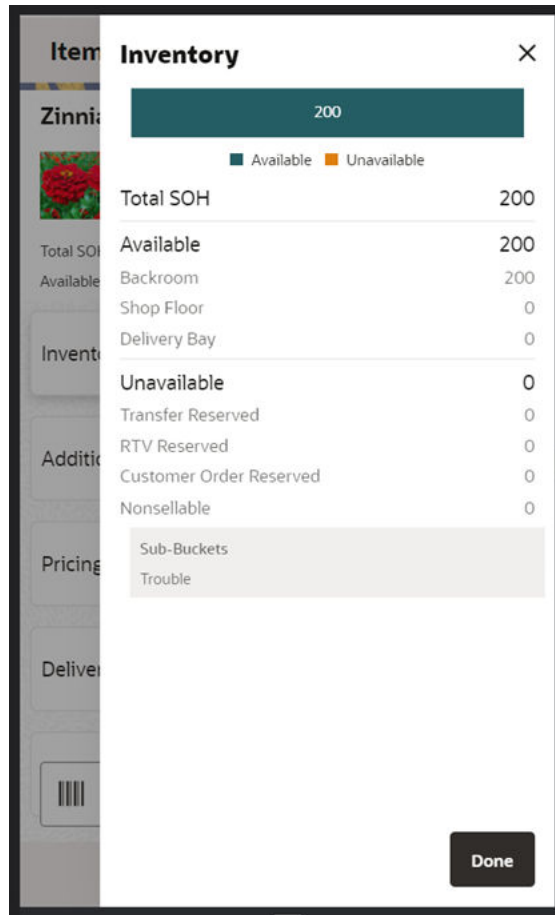 Item
Inventory
Zinnia
200
Available Unavailable
Total SOH 200
Total SOH
Available
Available 200
Backroom 200
Shop Floor 0
Delivery Bay 0
Unavailable 0
Transfer Reserved 0
RTV Reserved 0
Customer Order Reserved 0
Nonsellable 0
Sub-Buckets
Trouble
Invento
Additio
Pricing
Deliver
Done